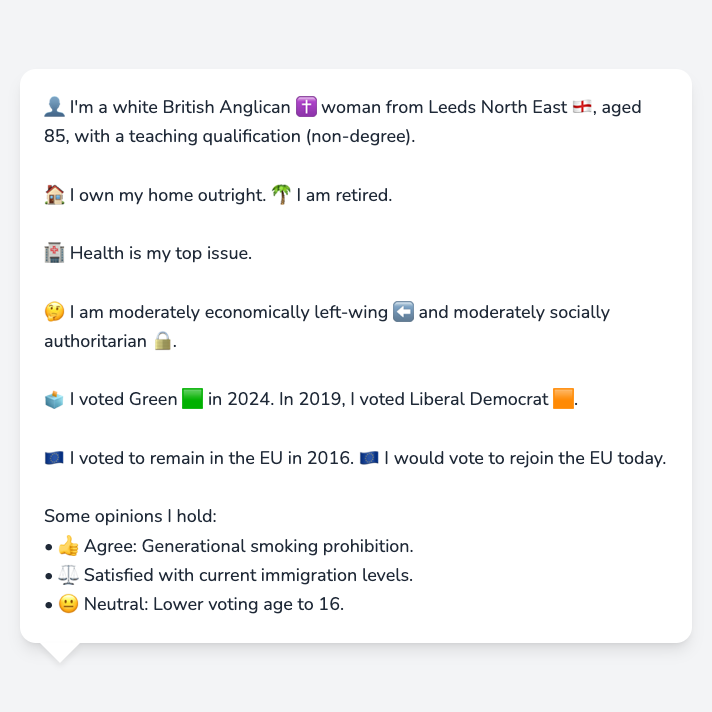 👤 I'm a white British Anglican ✝️ woman from Leeds North East 🏴󠁧󠁢󠁥󠁮󠁧󠁿, aged
85, with a teaching qualification (non-degree).
🏠 I own my home outright. 🌴 I am retired.
🏥 Health is my top issue.
🤔 I am moderately economically left-wing ⬅️ and moderately socially
authoritarian 🔒.
🗳️ I voted Green 🟩 in 2024. In 2019, I voted Liberal Democrat 🟧.
🇪🇺 I voted to remain in the EU in 2016. 🇪🇺 I would vote to rejoin the EU today.
Some opinions I hold:
• 👍 Agree: Generational smoking prohibition.
• ⚖️ Satisfied with current immigration levels.
• 😐 Neutral: Lower voting age to 16.